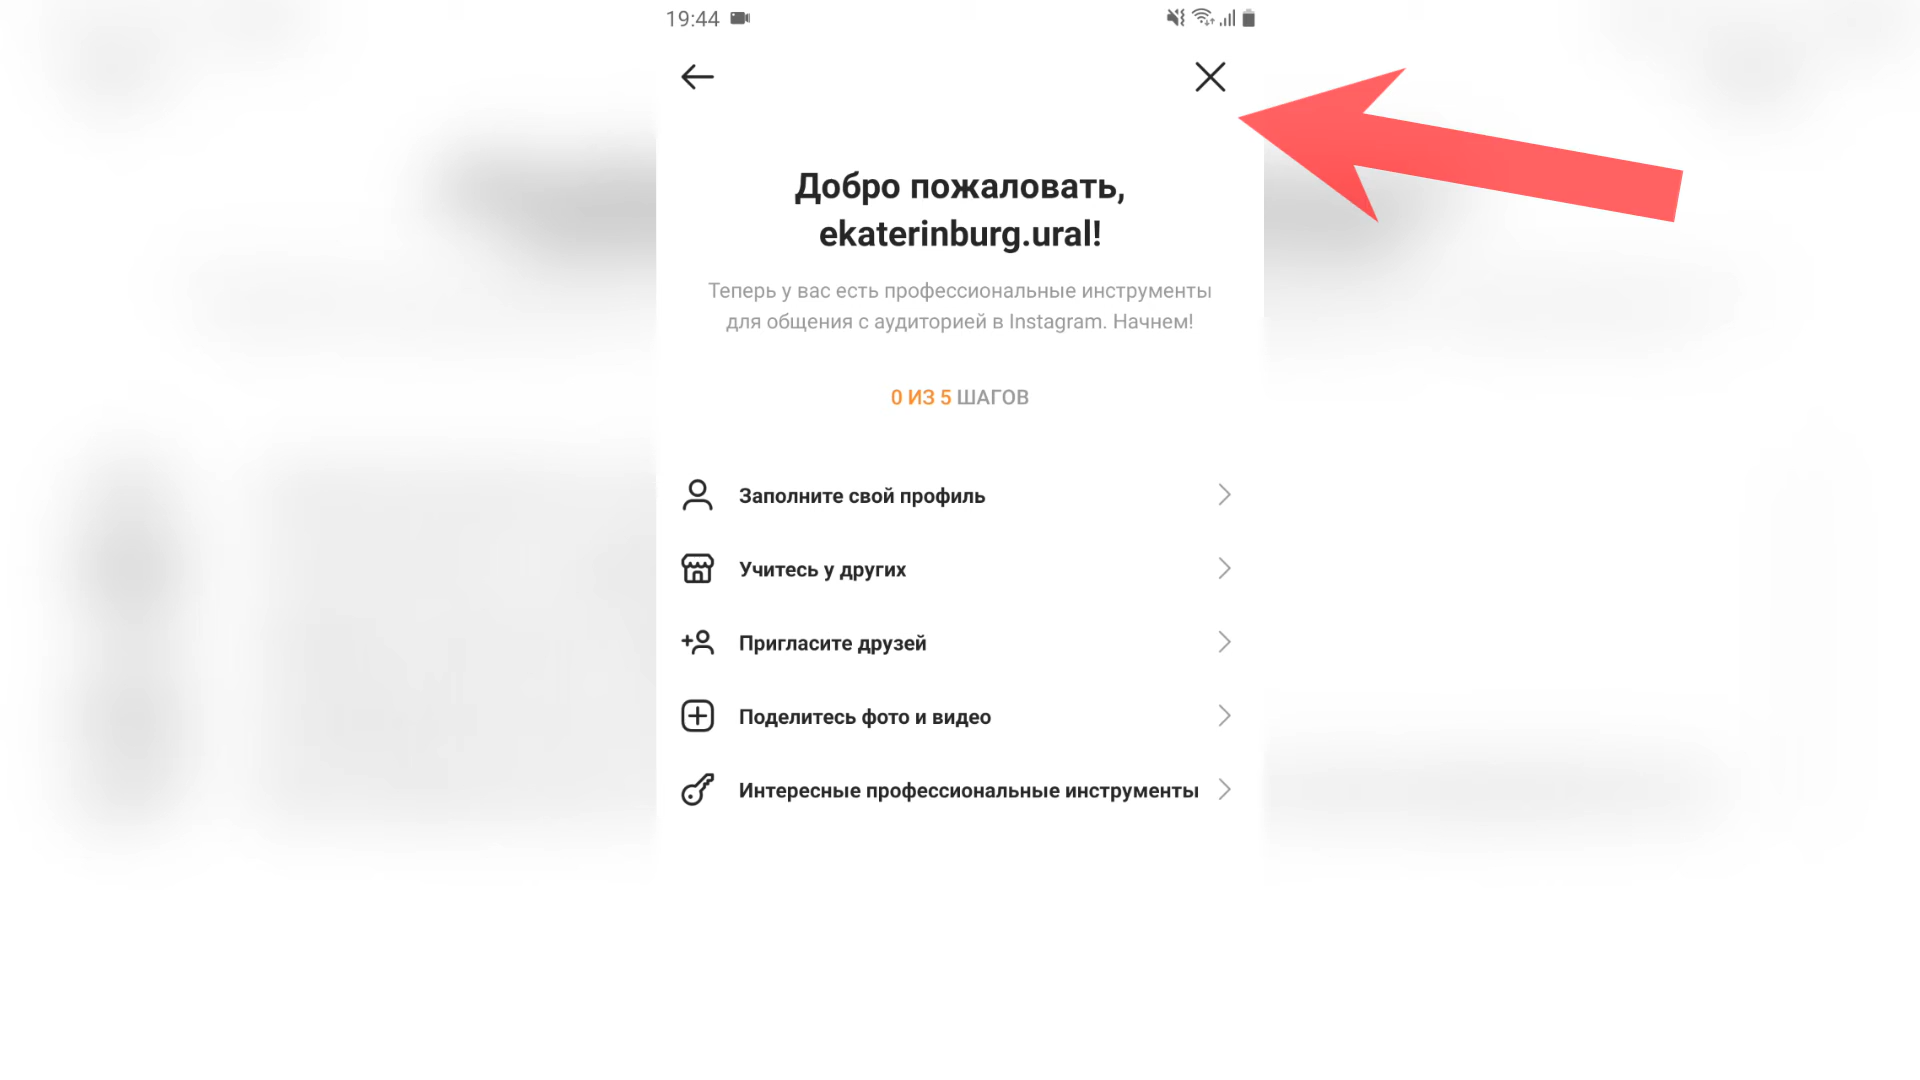 19:44
Добро пожаловать,
ekaterinburg.ural!
Теперь у вас есть профессиональные инструменты
для общения с аудиторией в Instagram. Начнем!
0 ИЗ 5 ШАГОВ
Заполните свой профиль
Учитесь у других
Пригласите друзей
Поделитесь фото и видео
Интересные профессиональные инструменты